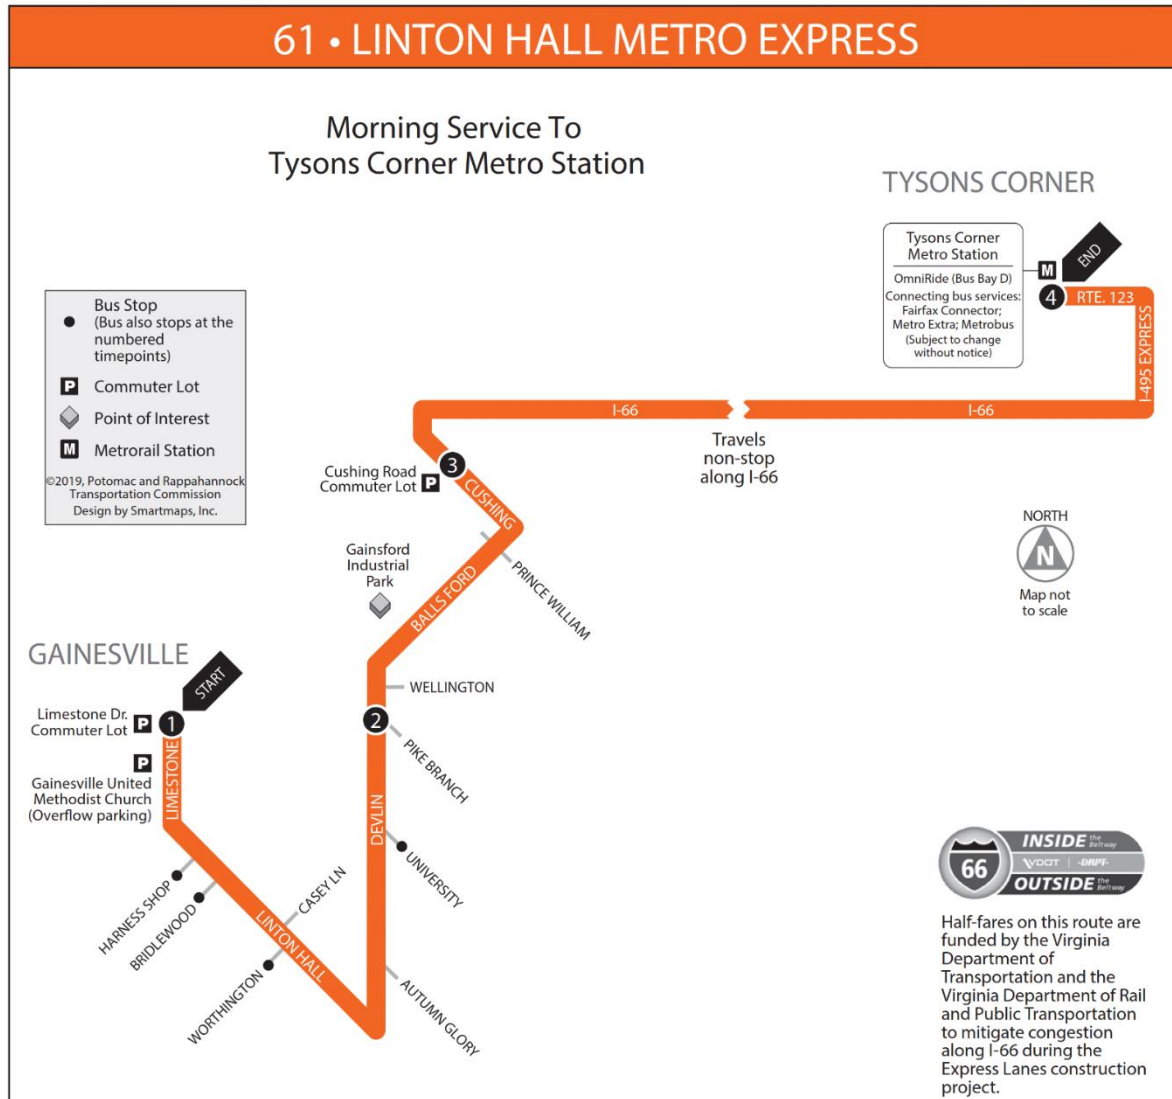 61 • LINTON HALL METRO EXPRESS
Morning Service To
Tysons Corner Metro Station
TYSONS CORNER
Tysons Corner
Metro Station
OmniRide (Bus Bay D)
Connecting bus services:
Fairfax Connector;
Metro Extra; Metrobus
(Subject to change
without notice)
M
END
4
RTE. 123
I-495 EXPRESS
Bus Stop
(Bus also stops at the
numbered
timepoints)
P Commuter Lot
Point of Interest
M Metrorail Station
©2019, Potomac and Rappahannock
Transportation Commission
Design by Smartmaps, Inc.
I-66
I-66
Travels
non-stop
along I-66
3
Cushing Road
Commuter Lot
P
CUSHING
NORTH
N
Map not
to scale
Gainsford
Industrial
Park
BALLS FORD
PRINCE WILLIAM
GAINESVILLE
START
WELLINGTON
Limestone Dr.
Commuter Lot
P
1
2
PIKE BRANCH
P
Gainesville United
Methodist Church
(Overflow parking)
LIMESTONE
DEVLIN
UNIVERSITY
HARNESS SHOP
BRIDLEWOOD
CASEY LN
LINTON HALL
WORTHINGTON
AUTUMN GLORY
66
INSIDE the Beltway
VDOT | -DRPT-
OUTSIDE the Beltway
Half-fares on this route are
funded by the Virginia
Department of
Transportation and the
Virginia Department of Rail
and Public Transportation
to mitigate congestion
along I-66 during the
Express Lanes construction
project.